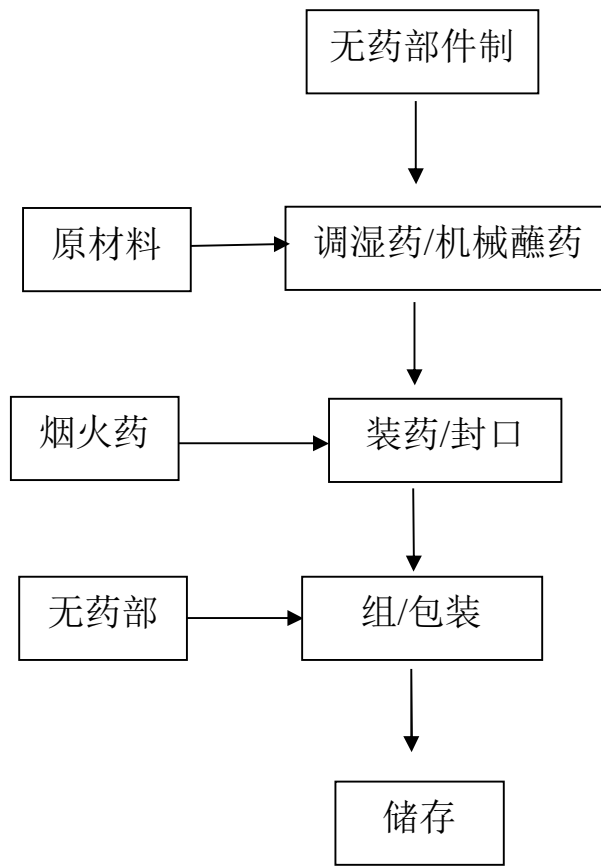 无药部件制
原材料
调湿药/机械蘸药
烟火药
装药/封口
无药部
组/包装
储存